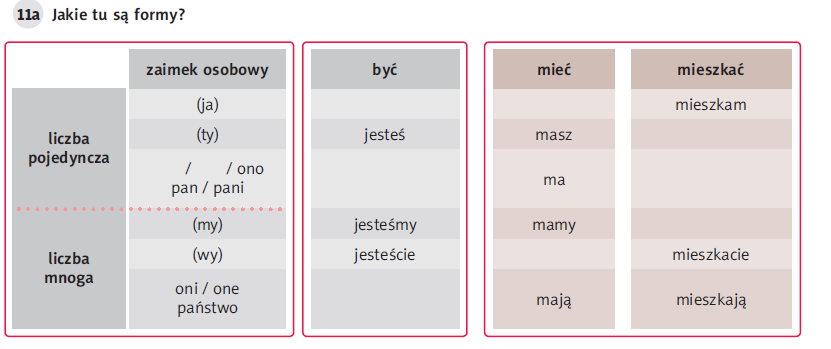 11a Jakie tu są formy?
zaimek osobowy być mieć mieszkać
(ja) mieszkam
liczba
pojedyncza
(ty) jesteś masz
/ / ono
pan / pani
ma
(my) jesteśmy mamy
liczba
mnoga
(wy) jesteście mieszkacie
oni / one
państwo
mają mieszkają